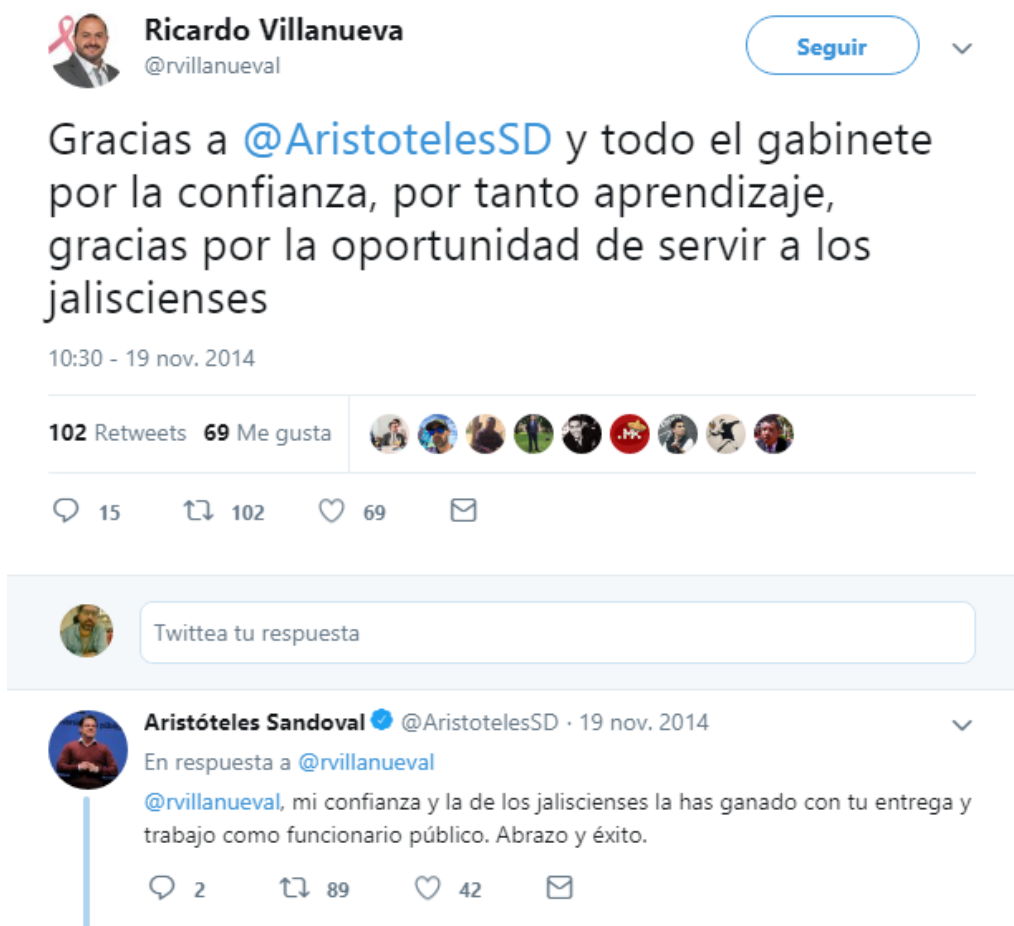 Ricardo Villanueva
@rvillanueval
Seguir
Gracias a @AristotelesSD y todo el gabinete
por la confianza, por tanto aprendizaje,
gracias por la oportunidad de servir a los
jaliscienses
10:30 - 19 nov. 2014
102 Retweets 69 Me gusta
.MX
15 102 69
Twittea tu respuesta
Aristóteles Sandoval @AristotelesSD · 19 nov. 2014
En respuesta a @rvillanueval
@rvillanueval, mi confianza y la de los jaliscienses la has ganado con tu entrega y
trabajo como funcionario público. Abrazo y éxito.
2 89 42